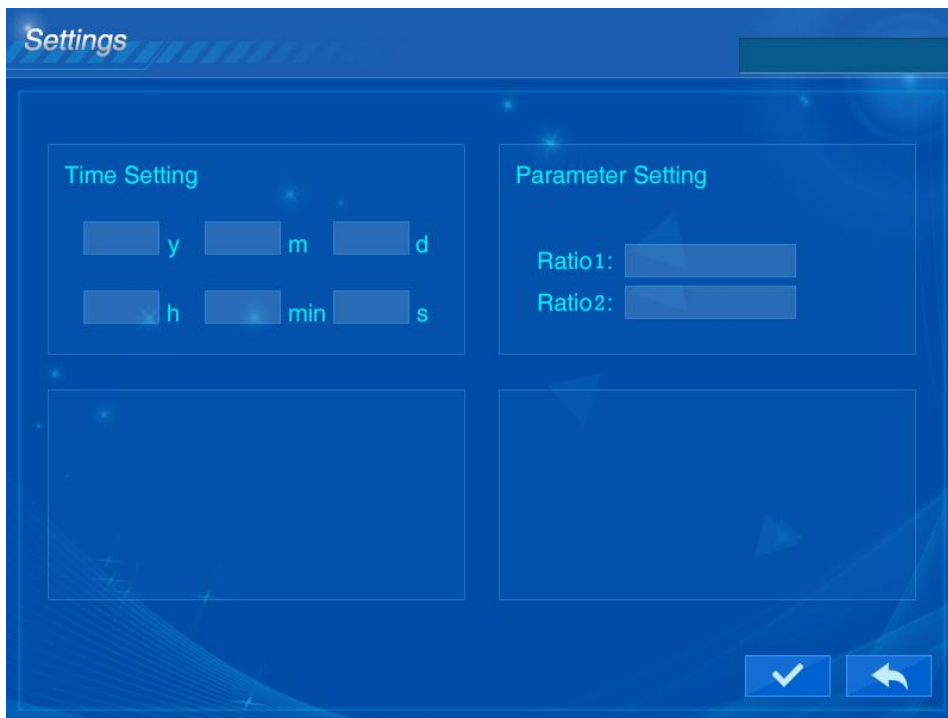 Settings
Time Setting
y m d
h min s
Parameter Setting
Ratio1:
Ratio2: